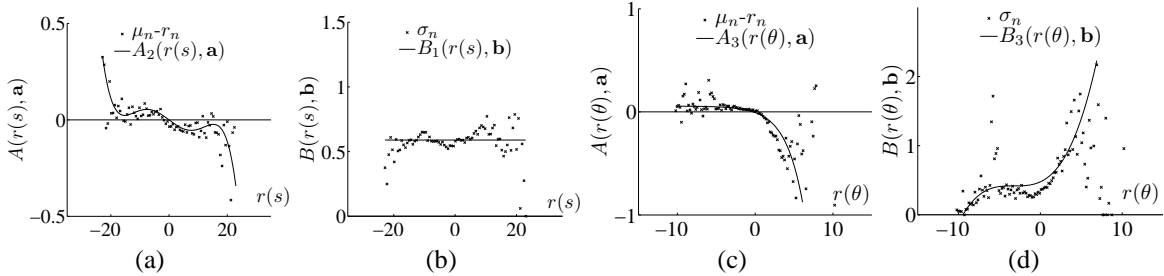 0.5
0
−0.5
−20 0 20
A(r(s), a)
r(s)
μn-rn
A2(r(s), a)
(a)
1.5
1
0.5
0
−20 0 20
B(r(s), b)
r(s)
σn
B1(r(s), b)
(b)
1
0
−1
−10 0 10
A(r(θ), a)
r(θ)
μn-rn
A3(r(θ), a)
(c)
2
1
0
−10 0 10
B(r(θ), b)
r(θ)
σn
B3(r(θ), b)
(d)